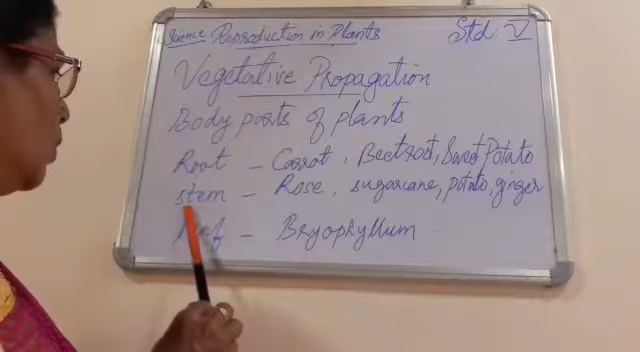 Science Reproduction in Plants Std: V
Vegetative Propagation
Body parts of plants
Root - Carrot, Beetroot, Sweet Potato
stem - Rose, sugarcane, potato, ginger
Leaf - Bryophyllum